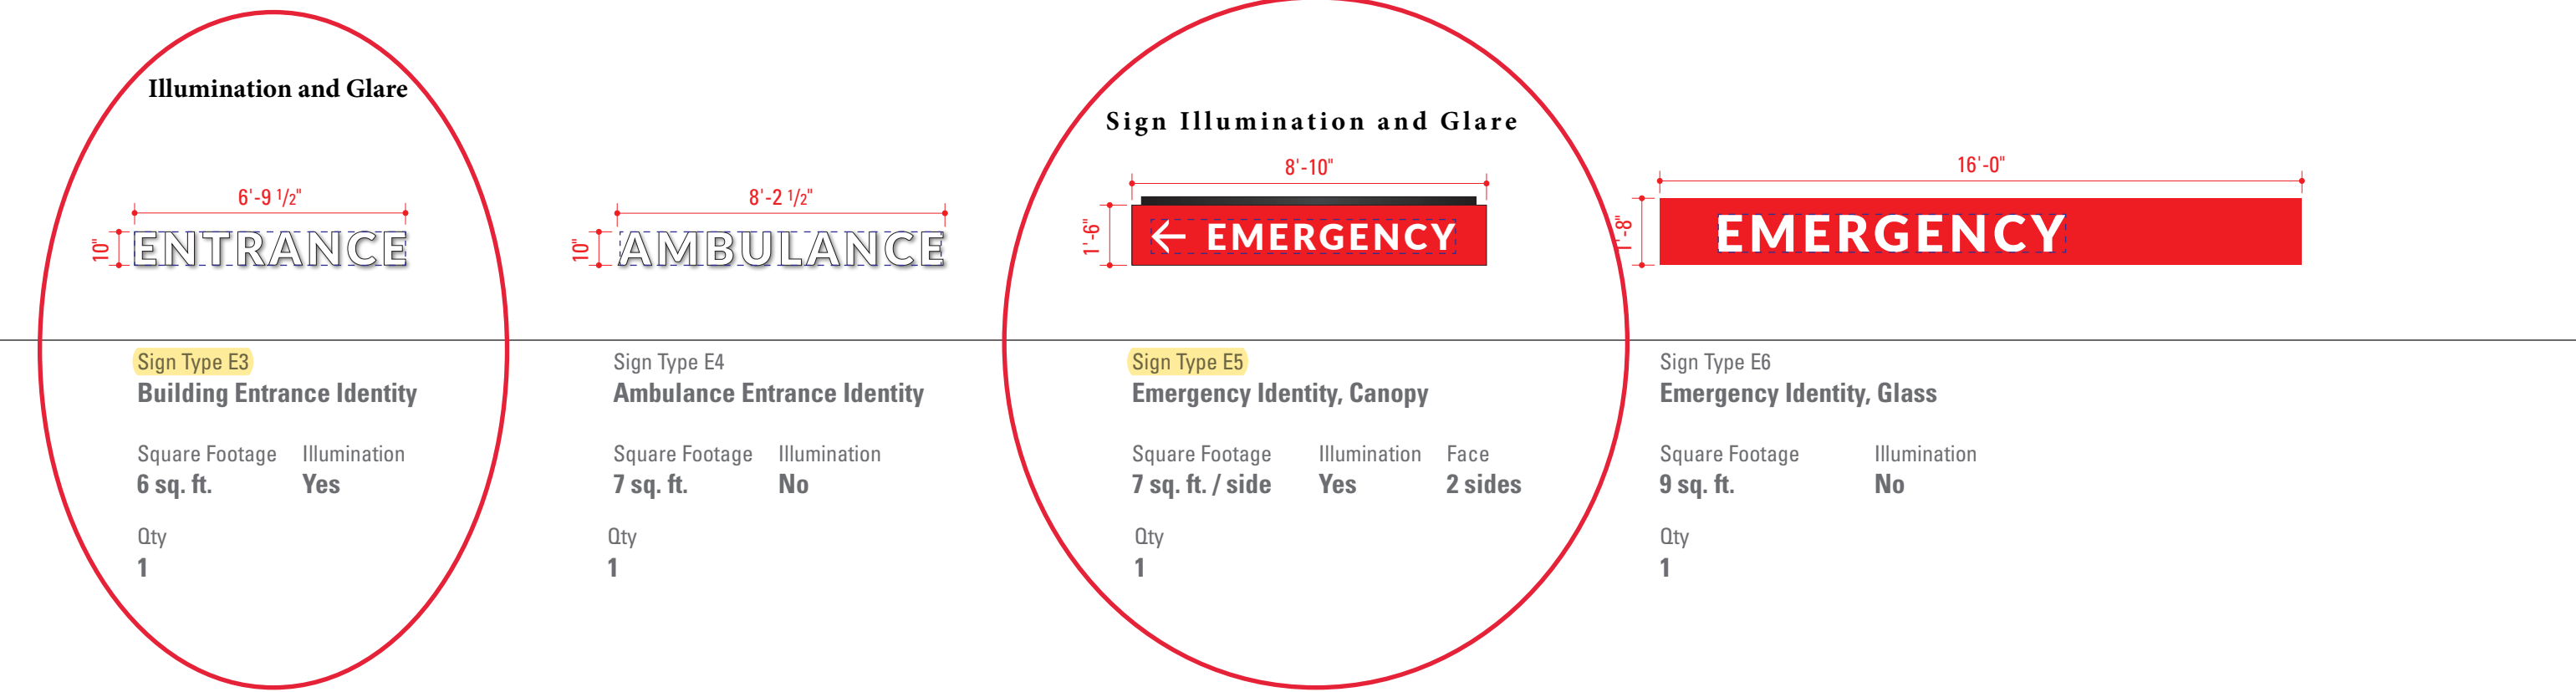 Illumination and Glare
6'-9 1/2"
10"
ENTRANCE
Sign Type E3
Building Entrance Identity
Square Footage Illumination
6 sq. ft. Yes
Qty
1
8'-2 1/2"
10"
AMBULANCE
Sign Type E4
Ambulance Entrance Identity
Square Footage Illumination
7 sq. ft. No
Qty
1
Sign Illumination and Glare
8'-10"
1'-6"
← EMERGENCY
Sign Type E5
Emergency Identity, Canopy
Square Footage Illumination Face
7 sq. ft. / side Yes 2 sides
Qty
1
16'-0"
1'-8"
EMERGENCY
Sign Type E6
Emergency Identity, Glass
Square Footage Illumination
9 sq. ft. No
Qty
1